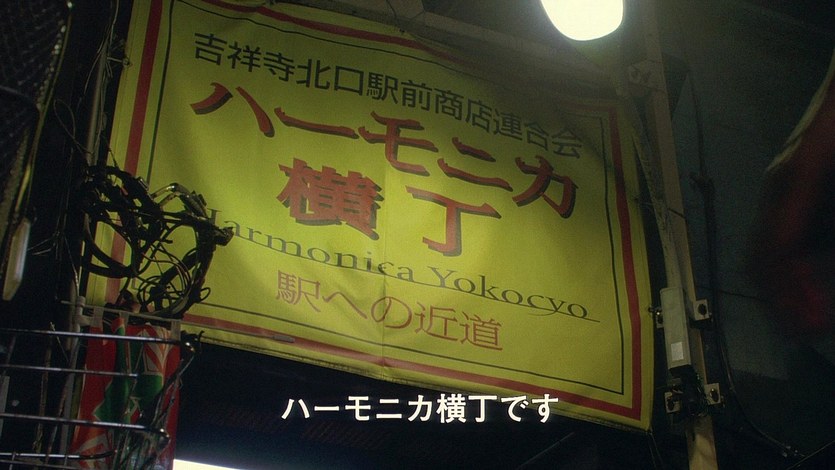 吉祥寺北口駅前商店連合会
ハーモニカ
横丁
Harmonica Yokocyo
駅への近道
ハーモニカ横丁です